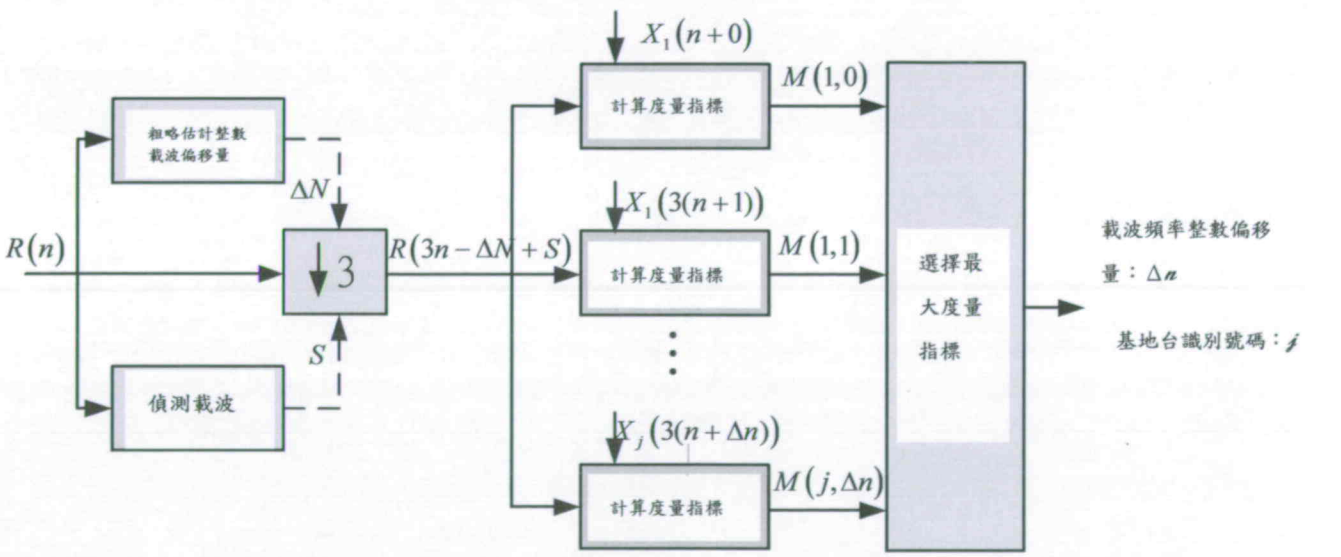 X₁(n+0)
計算度量指標
M(1,0)
粗略估計整數
載波偏移量
ΔN
X₁(3(n+1))
R(n)
↓3
R(3n−ΔN+S)
計算度量指標
M(1,1)
選擇最
大度量
指標
載波頻率整數偏移
量：Δn
基地台識別號碼：j
S
偵測載波
Xⱼ(3(n+Δn))
計算度量指標
M(j,Δn)